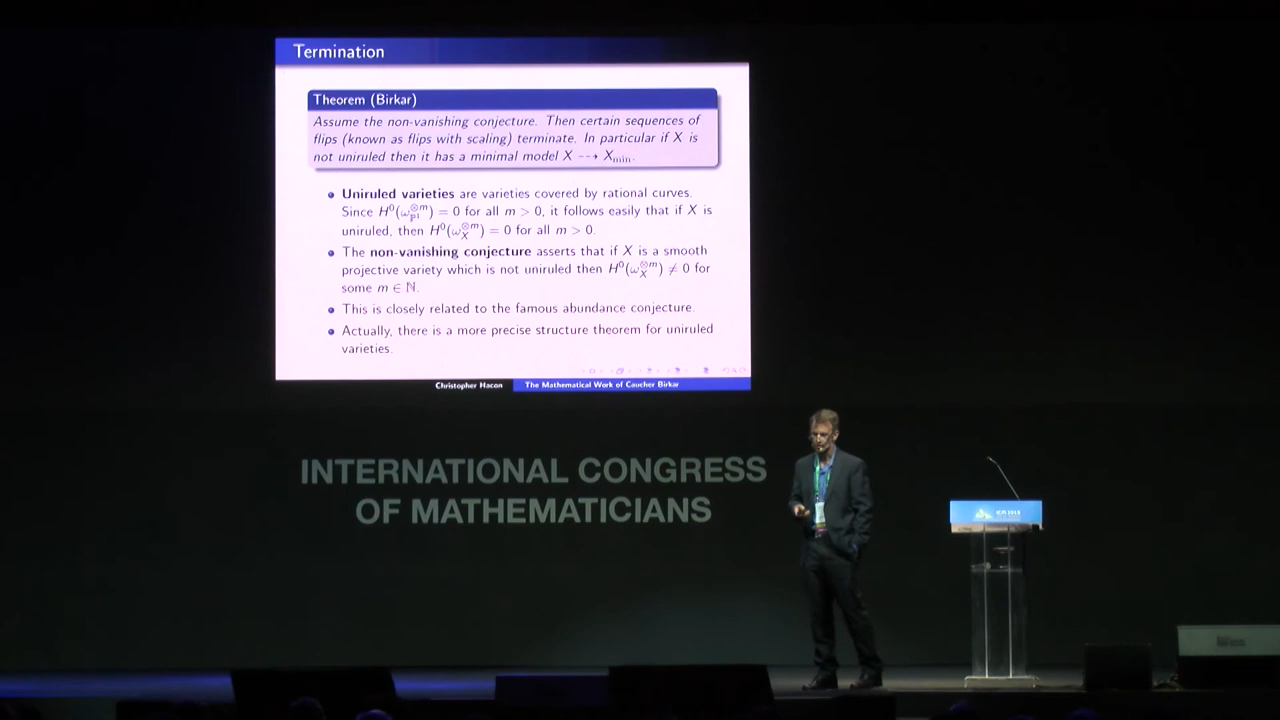 Termination
Theorem (Birkar)
Assume the non-vanishing conjecture. Then certain sequences of
flips (known as flips with scaling) terminate. In particular if X is
not uniruled then it has a minimal model X ⇢ Xₘᵢₙ.
Uniruled varieties are varieties covered by rational curves.
Since H⁰(ω_{ℙ¹}^{⊗m}) = 0 for all m > 0, it follows easily that if X is
uniruled, then H⁰(ω_X^{⊗m}) = 0 for all m > 0.
The non-vanishing conjecture asserts that if X is a smooth
projective variety which is not uniruled then H⁰(ω_X^{⊗m}) ≠ 0 for
some m ∈ ℕ.
This is closely related to the famous abundance conjecture.
Actually, there is a more precise structure theorem for uniruled
varieties.
Christopher Hacon The Mathematical Work of Caucher Birkar
INTERNATIONAL CONGRESS
OF MATHEMATICIANS
ICM 2018